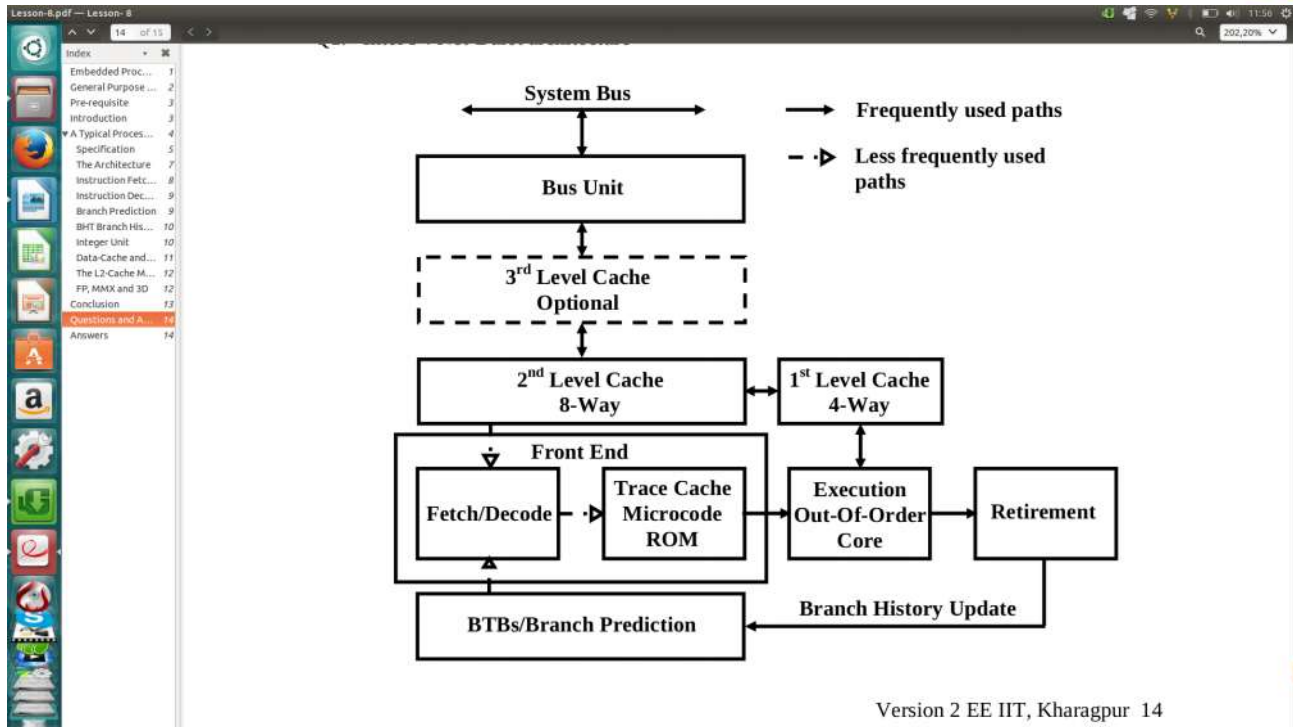 Lesson-8.pdf — Lesson- 8
11:56
14 of 15
202,20%
Index
Embedded Proc... 1
General Purpose ... 2
Pre-requisite 3
Introduction 3
A Typical Proces... 4
Specification 5
The Architecture 7
Instruction Fetc... 8
Instruction Dec... 9
Branch Prediction 9
BHT Branch His... 10
Integer Unit 10
Data-Cache and... 11
The L2-Cache M... 12
FP, MMX and 3D 12
Conclusion 13
Questions and A... 14
Answers 14
System Bus
Frequently used paths
Less frequently used
paths
Bus Unit
3rd Level Cache
Optional
2nd Level Cache
8-Way
1st Level Cache
4-Way
Front End
Fetch/Decode
Trace Cache
Microcode
ROM
Execution
Out-Of-Order
Core
Retirement
BTBs/Branch Prediction
Branch History Update
Version 2 EE IIT, Kharagpur 14